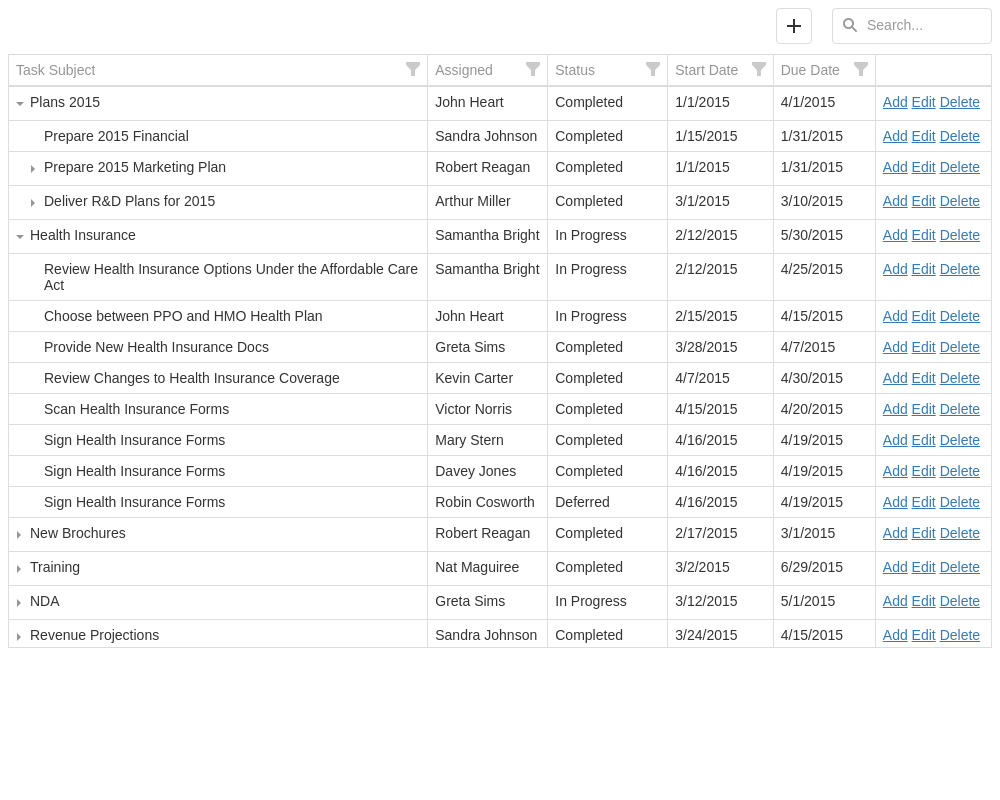 Search...
Task Subject Assigned Status Start Date Due Date
Plans 2015 John Heart Completed 1/1/2015 4/1/2015 Add Edit Delete
Prepare 2015 Financial Sandra Johnson Completed 1/15/2015 1/31/2015 Add Edit Delete
Prepare 2015 Marketing Plan Robert Reagan Completed 1/1/2015 1/31/2015 Add Edit Delete
Deliver R&D Plans for 2015 Arthur Miller Completed 3/1/2015 3/10/2015 Add Edit Delete
Health Insurance Samantha Bright In Progress 2/12/2015 5/30/2015 Add Edit Delete
Review Health Insurance Options Under the Affordable Care Samantha Bright In Progress 2/12/2015 4/25/2015 Add Edit Delete
Act
Choose between PPO and HMO Health Plan John Heart In Progress 2/15/2015 4/15/2015 Add Edit Delete
Provide New Health Insurance Docs Greta Sims Completed 3/28/2015 4/7/2015 Add Edit Delete
Review Changes to Health Insurance Coverage Kevin Carter Completed 4/7/2015 4/30/2015 Add Edit Delete
Scan Health Insurance Forms Victor Norris Completed 4/15/2015 4/20/2015 Add Edit Delete
Sign Health Insurance Forms Mary Stern Completed 4/16/2015 4/19/2015 Add Edit Delete
Sign Health Insurance Forms Davey Jones Completed 4/16/2015 4/19/2015 Add Edit Delete
Sign Health Insurance Forms Robin Cosworth Deferred 4/16/2015 4/19/2015 Add Edit Delete
New Brochures Robert Reagan Completed 2/17/2015 3/1/2015 Add Edit Delete
Training Nat Maguiree Completed 3/2/2015 6/29/2015 Add Edit Delete
NDA Greta Sims In Progress 3/12/2015 5/1/2015 Add Edit Delete
Revenue Projections Sandra Johnson Completed 3/24/2015 4/15/2015 Add Edit Delete